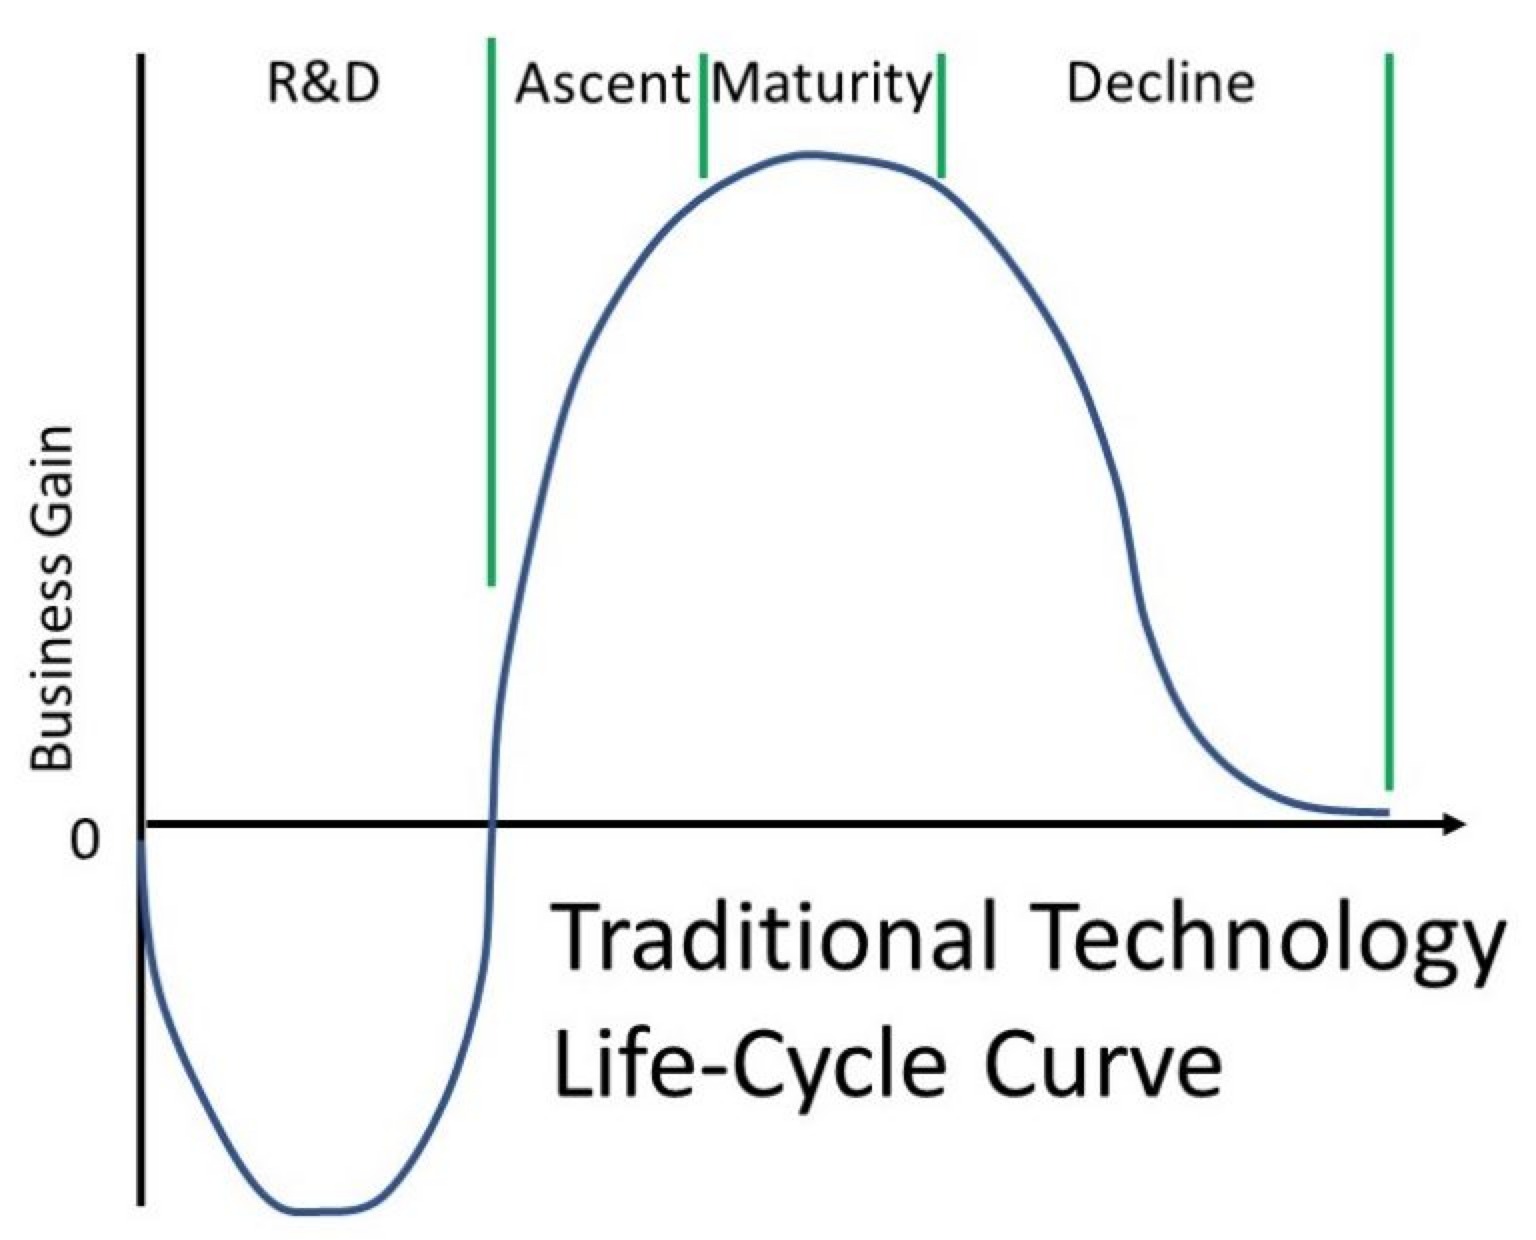 R&D
Ascent
Maturity
Decline
Business Gain
0
Traditional Technology
Life-Cycle Curve